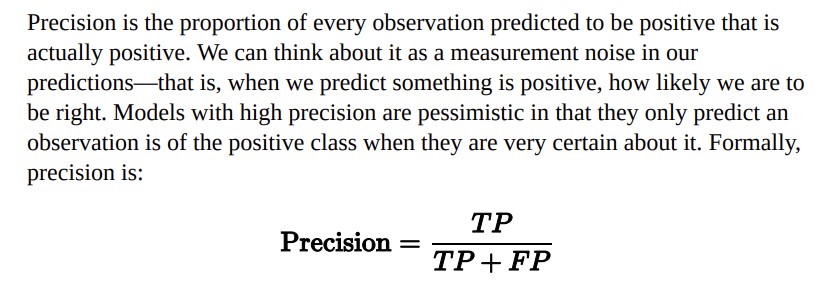 Precision is the proportion of every observation predicted to be positive that is
actually positive. We can think about it as a measurement noise in our
predictions—that is, when we predict something is positive, how likely we are to
be right. Models with high precision are pessimistic in that they only predict an
observation is of the positive class when they are very certain about it. Formally,
precision is:
Precision = TP / TP + FP